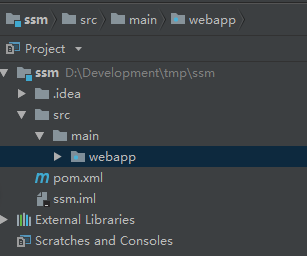 ssm src main webapp
Project
ssm D:\Development\tmp\ssm
.idea
src
main
webapp
pom.xml
ssm.iml
External Libraries
Scratches and Consoles